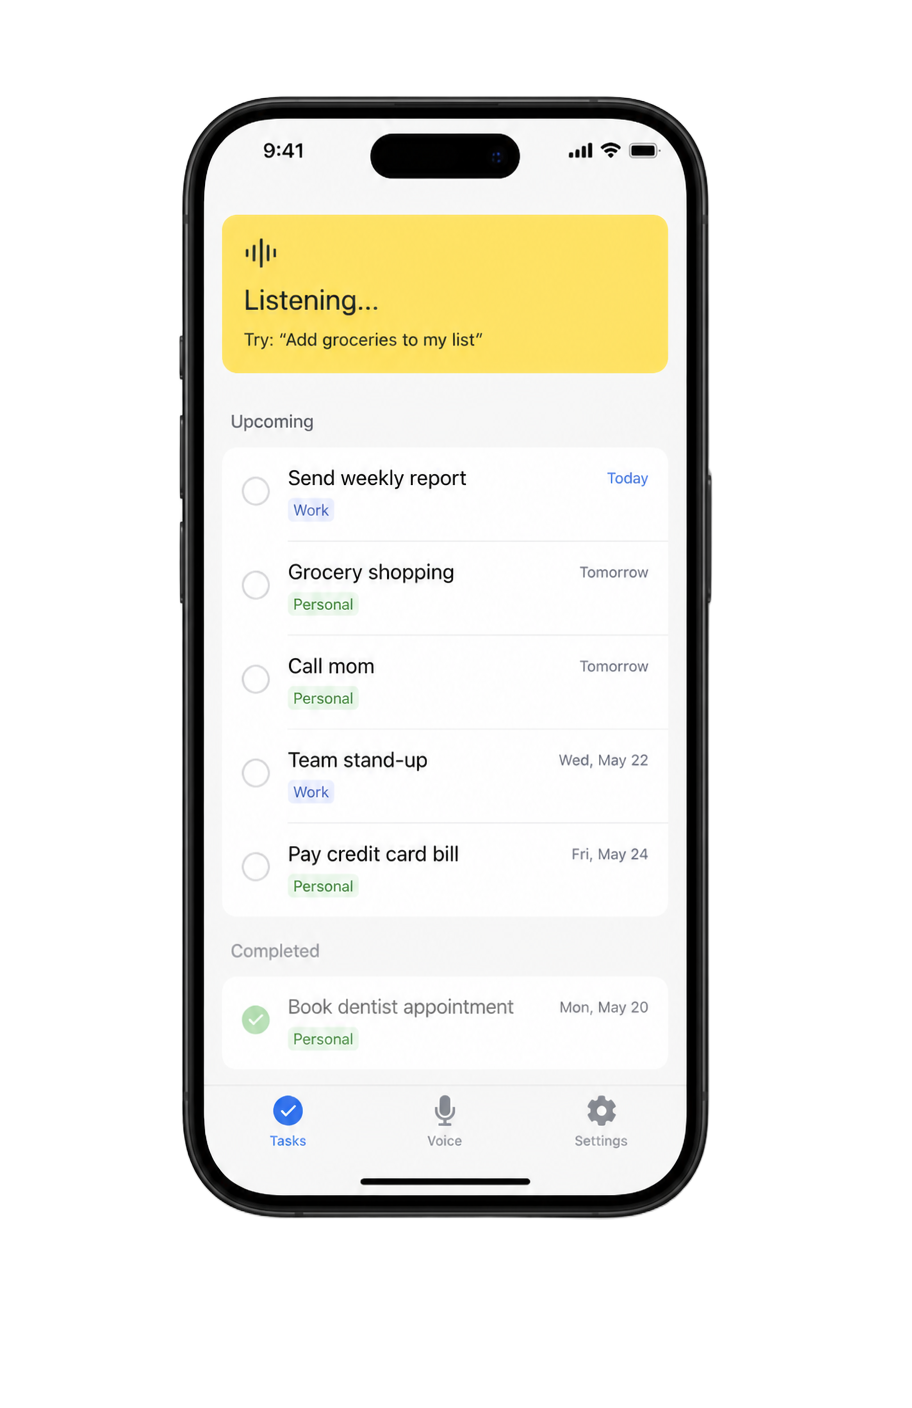 9:41
Listening...
Try: “Add groceries to my list”
Upcoming
Send weekly report Today
Work
Grocery shopping Tomorrow
Personal
Call mom Tomorrow
Personal
Team stand-up Wed, May 22
Work
Pay credit card bill Fri, May 24
Personal
Completed
Book dentist appointment Mon, May 20
Personal
Tasks Voice Settings